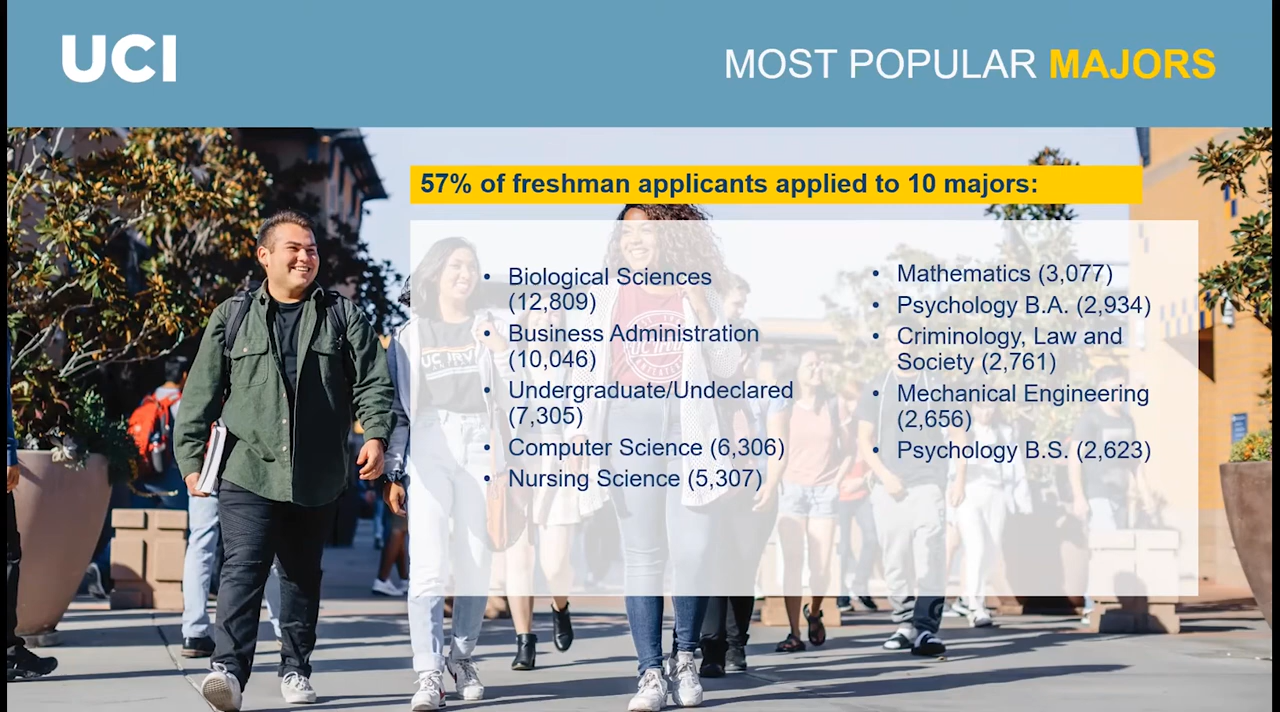 UCI
MOST POPULAR MAJORS
57% of freshman applicants applied to 10 majors:
• Biological Sciences
(12,809)
• Business Administration
(10,046)
• Undergraduate/Undeclared
(7,305)
• Computer Science (6,306)
• Nursing Science (5,307)
• Mathematics (3,077)
• Psychology B.A. (2,934)
• Criminology, Law and
Society (2,761)
• Mechanical Engineering
(2,656)
• Psychology B.S. (2,623)